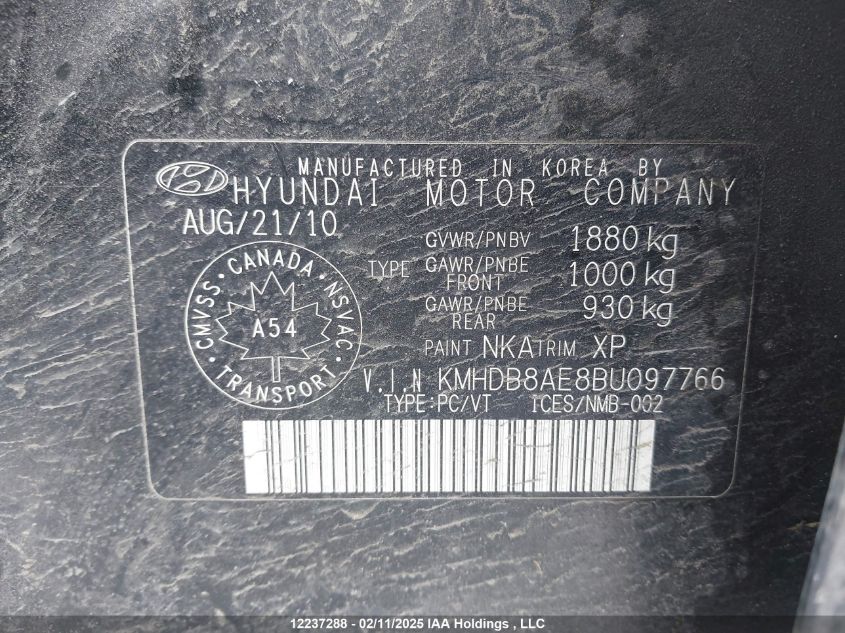 MANUFACTURED IN KOREA BY
HYUNDAI MOTOR COMPANY
AUG/21/10
GVWR/PNBV 1880 kg
TYPE GAWR/PNBE FRONT 1000 kg
GAWR/PNBE REAR 930 kg
CANADA
CMVSS NSVAC
A54
TRANSPORT
PAINT NKA TRIM XP
V.I.N KMHDB8AE8BU097766
TYPE:PC/VT ICES/NMB-002
12237288 - 02/11/2025 IAA Holdings , LLC